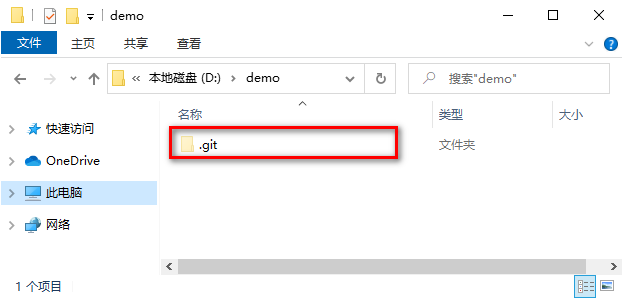 demo
文件 主页 共享 查看
« 本地磁盘 (D:) › demo 搜索"demo"
名称 类型 大小
快速访问
.git 文件夹
OneDrive
此电脑
网络
1 个项目